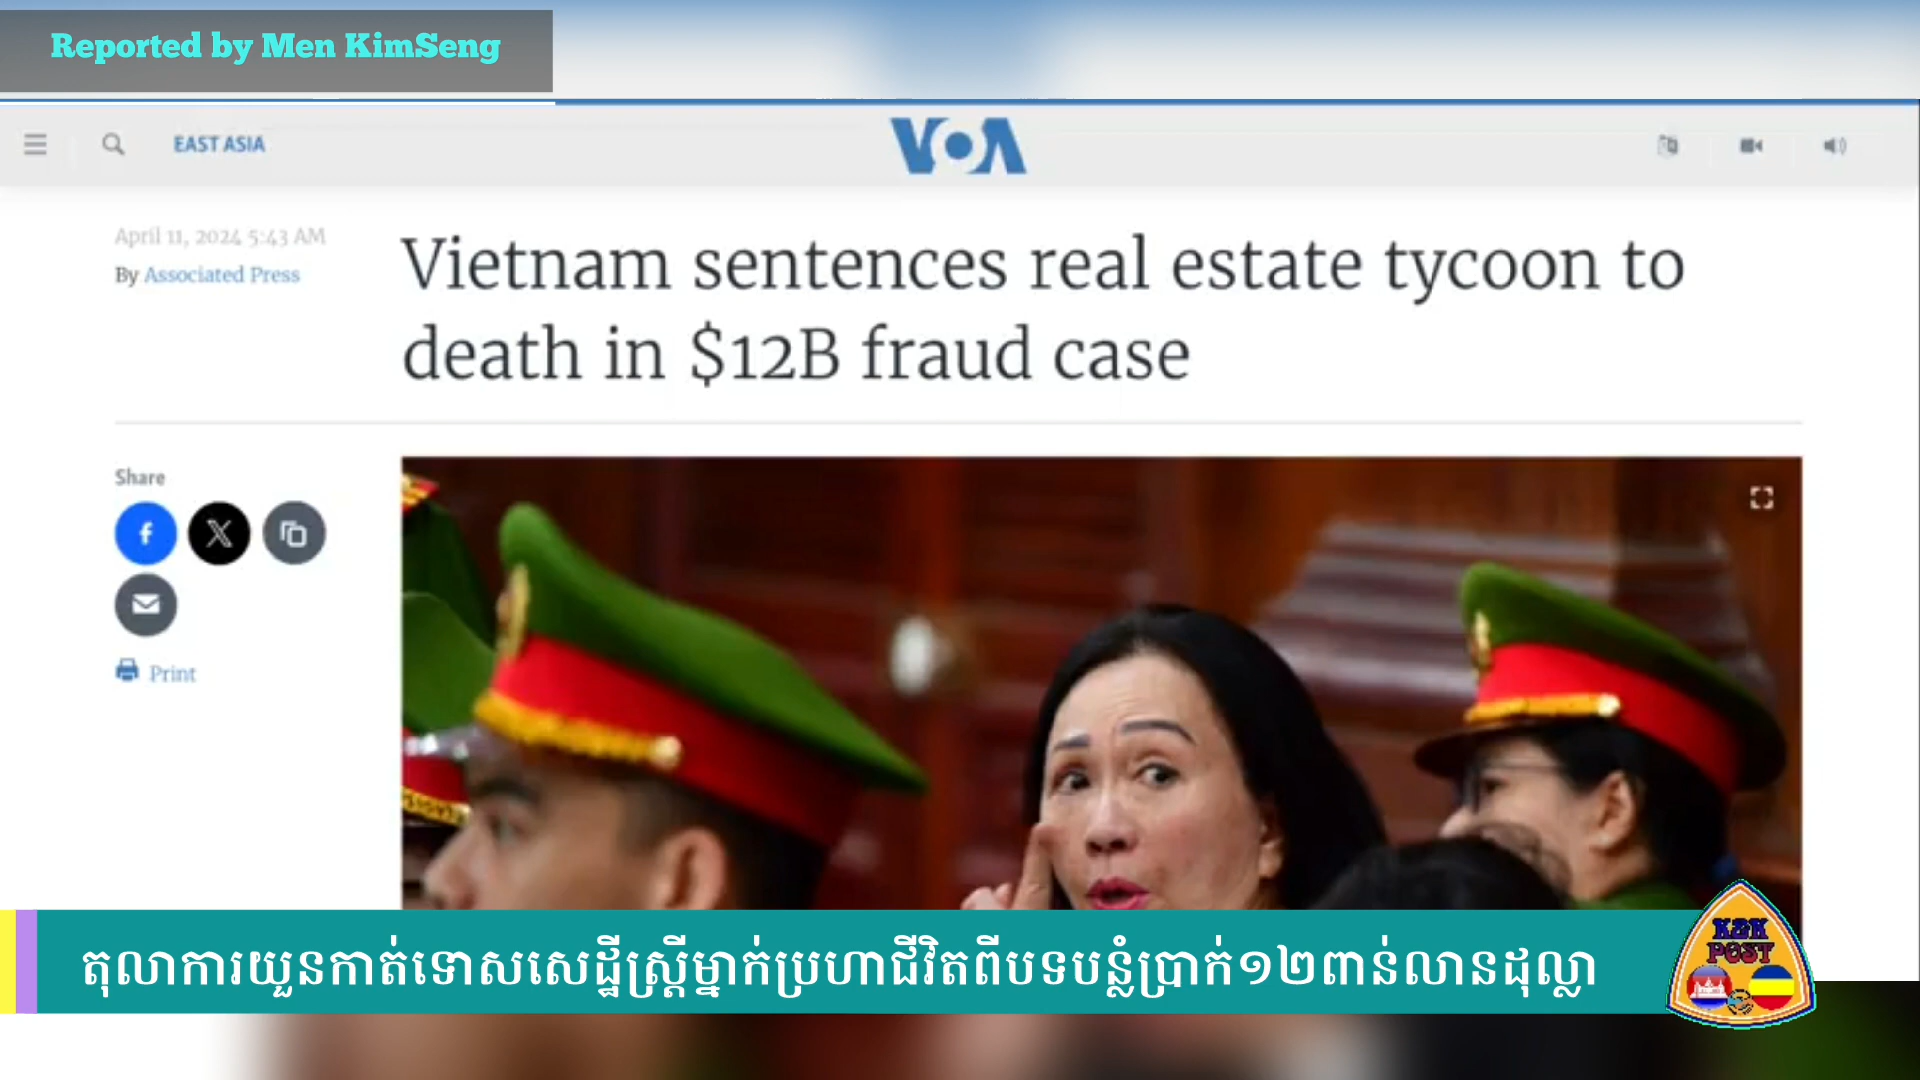 Reported by Men KimSeng
EAST ASIA
VOA
April 11, 2024 5:43 AM
By Associated Press
Vietnam sentences real estate tycoon to
death in $12B fraud case
Share
Print
តុលាការយួនកាត់ទោសសេដ្ឋីស្ត្រីម្នាក់ប្រហារជីវិតពីបទបន្លំប្រាក់១២ពាន់លានដុល្លា
K&K
POST